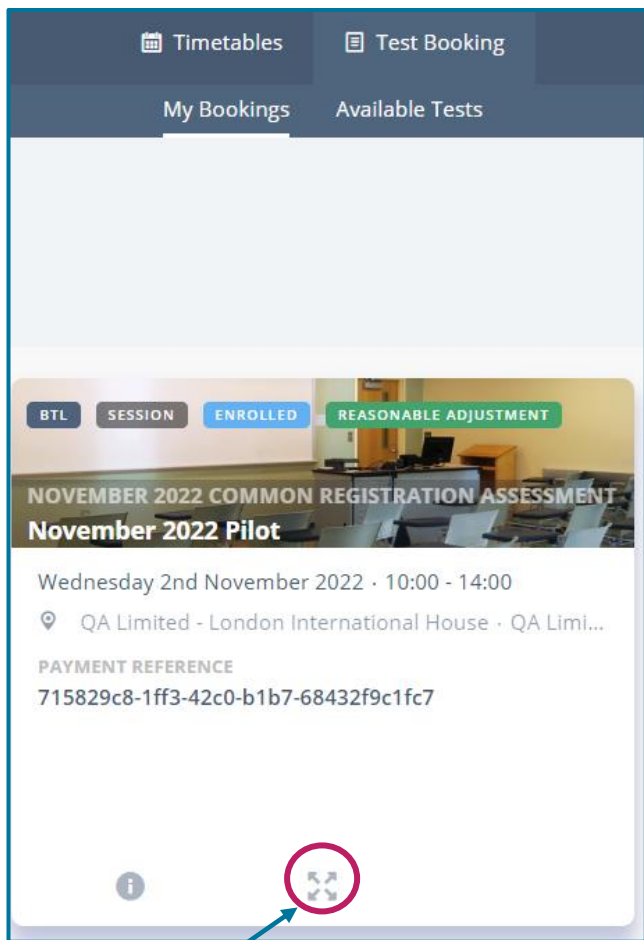 Timetables Test Booking
My Bookings Available Tests
BTL SESSION ENROLLED REASONABLE ADJUSTMENT
NOVEMBER 2022 COMMON REGISTRATION ASSESSMENT
November 2022 Pilot
Wednesday 2nd November 2022 · 10:00 - 14:00
QA Limited - London International House · QA Limi...
PAYMENT REFERENCE
715829c8-1ff3-42c0-b1b7-68432f9c1fc7